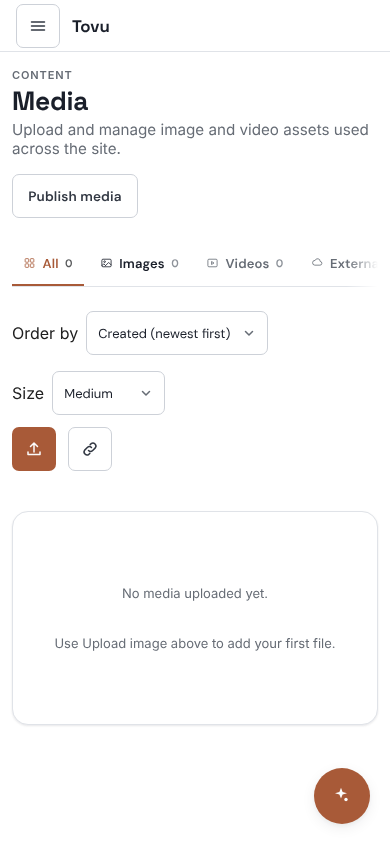 Tovu
CONTENT
Media
Upload and manage image and video assets used
across the site.
Publish media
All 0 Images 0 Videos 0 Externa
Order by Created (newest first)
Size Medium
No media uploaded yet.
Use Upload image above to add your first file.